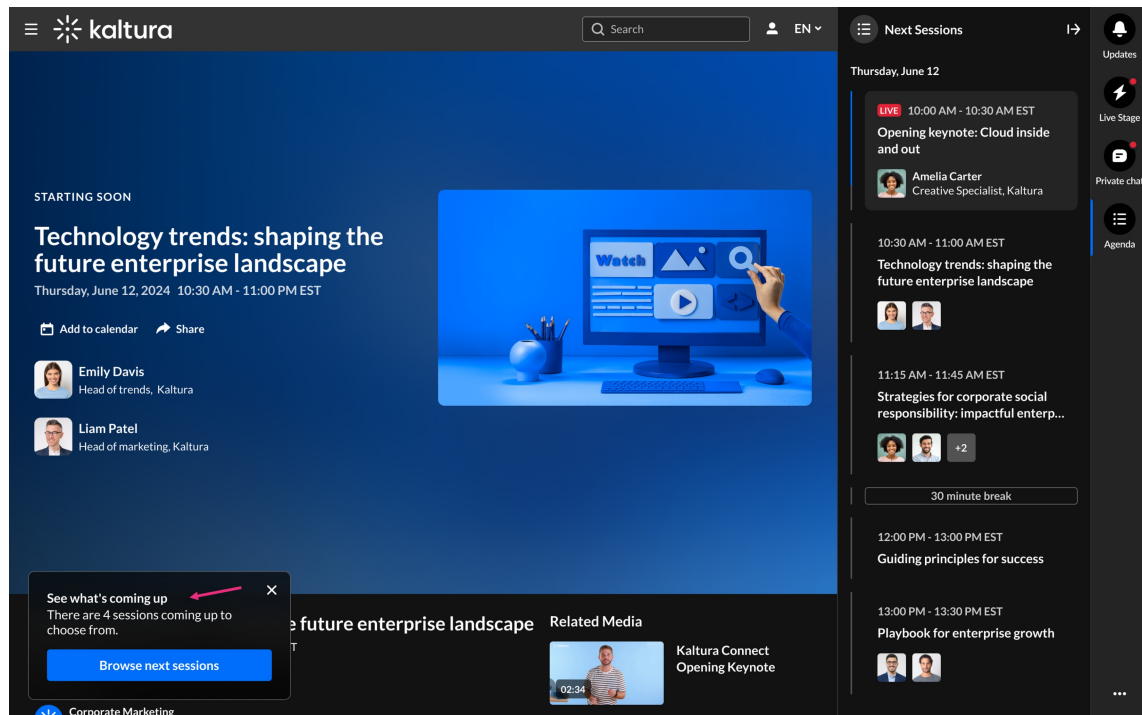 kaltura
Search
EN
STARTING SOON
Technology trends: shaping the
future enterprise landscape
Thursday, June 12, 2024 10:30 AM - 11:00 PM EST
Add to calendar
Share
Emily Davis
Head of trends, Kaltura
Liam Patel
Head of marketing, Kaltura
Watch
See what's coming up
There are 4 sessions coming up to
choose from.
Browse next sessions
future enterprise landscape
Corporate Marketing
Related Media
02:34
Kaltura Connect
Opening Keynote
Next Sessions
Thursday, June 12
LIVE 10:00 AM - 10:30 AM EST
Opening keynote: Cloud inside
and out
Amelia Carter
Creative Specialist, Kaltura
10:30 AM - 11:00 AM EST
Technology trends: shaping the
future enterprise landscape
11:15 AM - 11:45 AM EST
Strategies for corporate social
responsibility: impactful enterp...
+2
30 minute break
12:00 PM - 13:00 PM EST
Guiding principles for success
13:00 PM - 13:30 PM EST
Playbook for enterprise growth
Updates
Live Stage
Private chat
Agenda